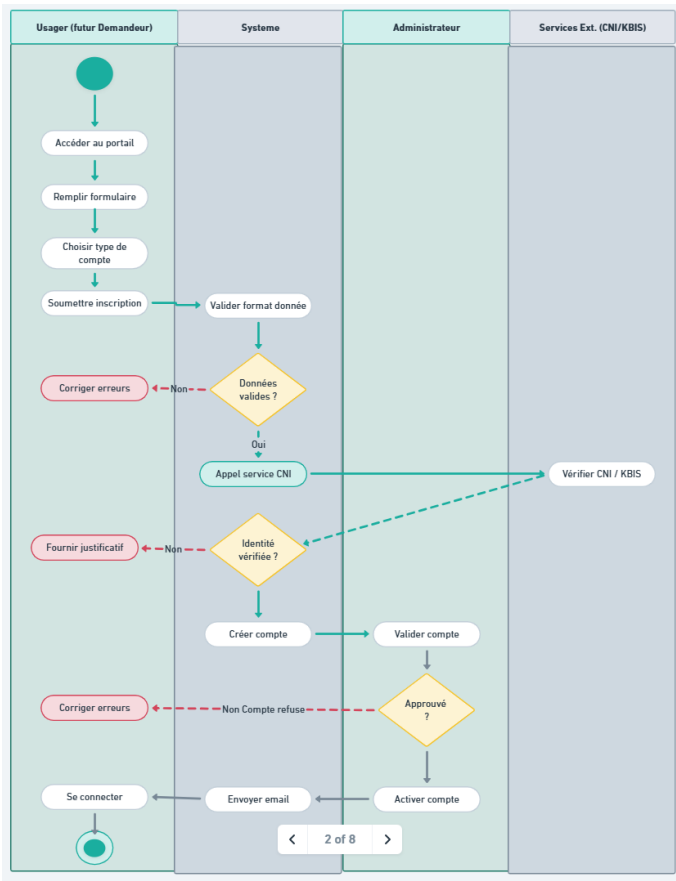 Usager (futur Demandeur)
Systeme
Administrateur
Services Ext. (CNI/KBIS)
Accéder au portail
Remplir formulaire
Choisir type de
compte
Soumettre inscription
Valider format donnée
Données
valides ?
Non
Corriger erreurs
Oui
Appel service CNI
Vérifier CNI / KBIS
Identité
vérifiée ?
Non
Fournir justificatif
Créer compte
Valider compte
Approuvé
?
Non Compte refuse
Corriger erreurs
Activer compte
Envoyer email
Se connecter
2 of 8